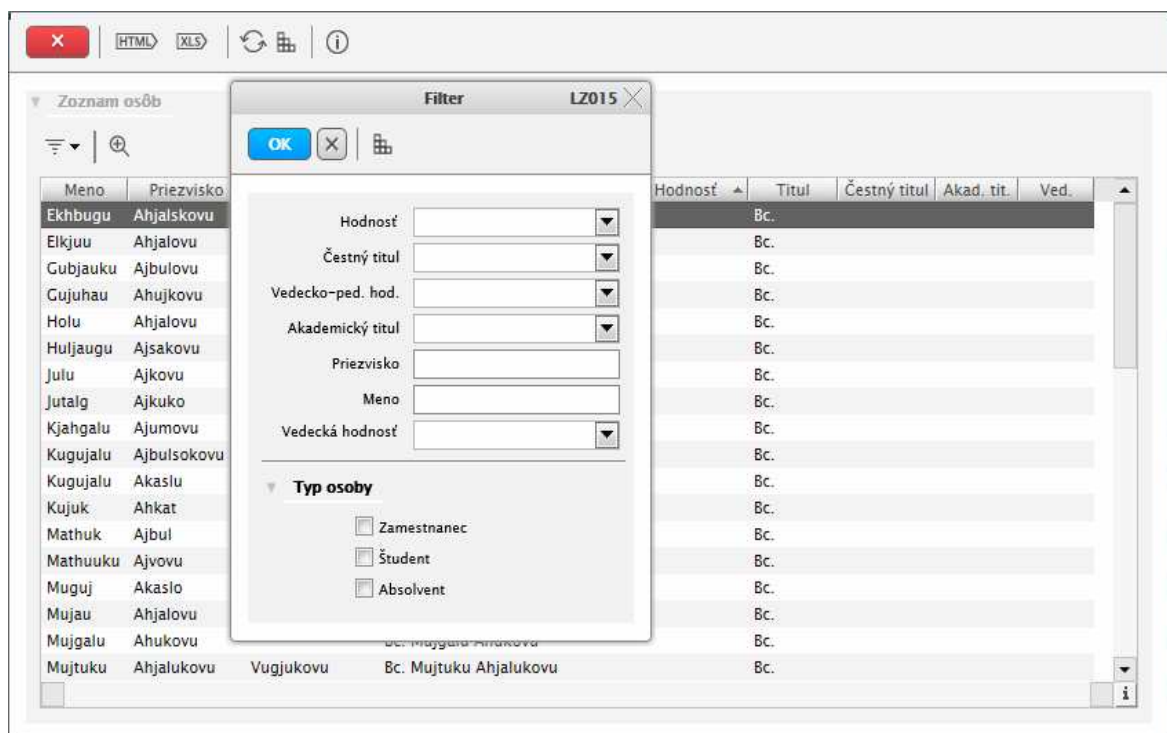 HTML XLS
Zoznam osôb
Filter LZ015
OK
Meno Priezvisko Hodnosť Titul Čestný titul Akad. tit. Ved.
Hodnosť
Čestný titul
Vedecko-ped. hod.
Akademický titul
Priezvisko
Meno
Vedecká hodnosť
Typ osoby
Zamestnanec
Študent
Absolvent
Ekhbugu Ahjalskovu Bc.
Elkjuu Ahjalovu Bc.
Gubjauku Ajbulovu Bc.
Gujuhau Ahujkovu Bc.
Holu Ahjalovu Bc.
Huljaugu Ajsakovu Bc.
Julu Ajkovu Bc.
Jutalg Ajkuko Bc.
Kjahgalu Ajumovu Bc.
Kugujalu Ajbulsokovu Bc.
Kugujalu Akaslu Bc.
Kujuk Ahkat Bc.
Mathuk Ajbul Bc.
Mathuuku Ajvovu Bc.
Muguj Akaslo Bc.
Mujau Ahjalovu Bc.
Mujgalu Ahukovu Bc. Mujgalu Ahukovu Bc.
Mujtuku Ahjalukovu Vugjukovu Bc. Mujtuku Ahjalukovu Bc.